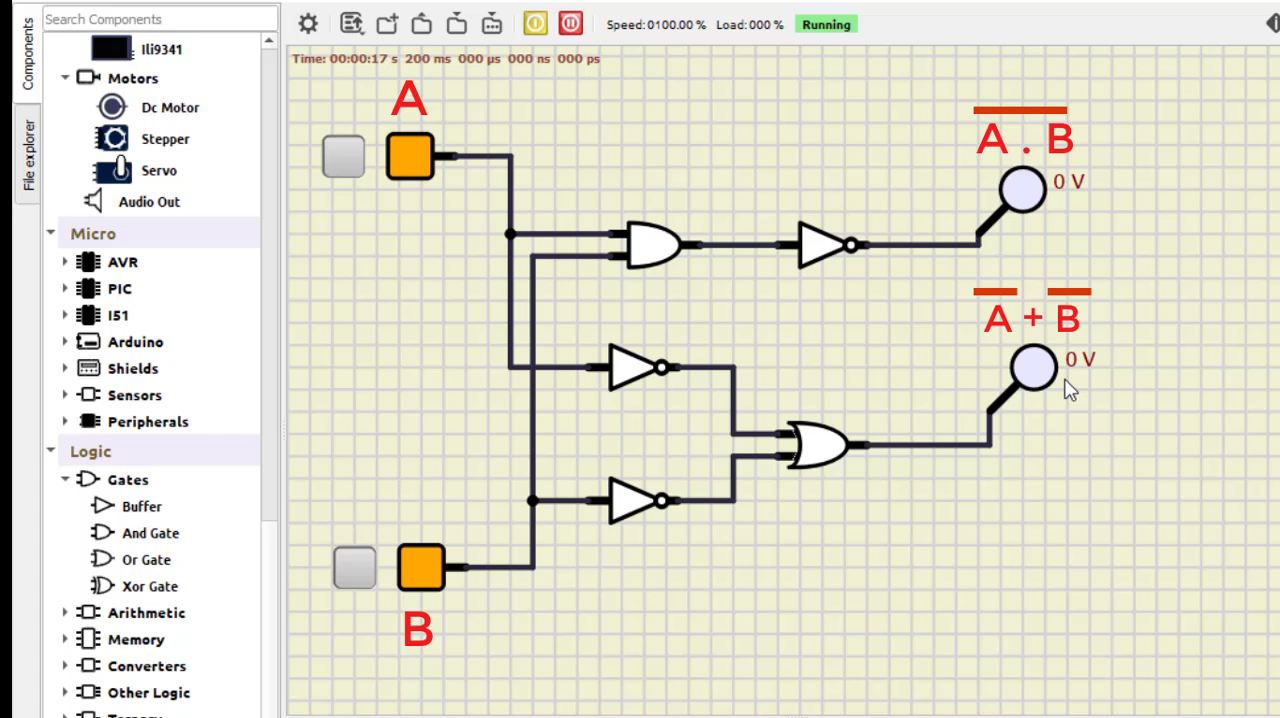 Components
File explorer
Search Components
Ili9341
Motors
Dc Motor
Stepper
Servo
Audio Out
Micro
AVR
PIC
I51
Arduino
Shields
Sensors
Peripherals
Logic
Gates
Buffer
And Gate
Or Gate
Xor Gate
Arithmetic
Memory
Converters
Other Logic
Speed:0100.00 % Load:000 % Running
Time: 00:00:17 s 200 ms 000 µs 000 ns 000 ps
A
A . B
0 V
A + B
0 V
B